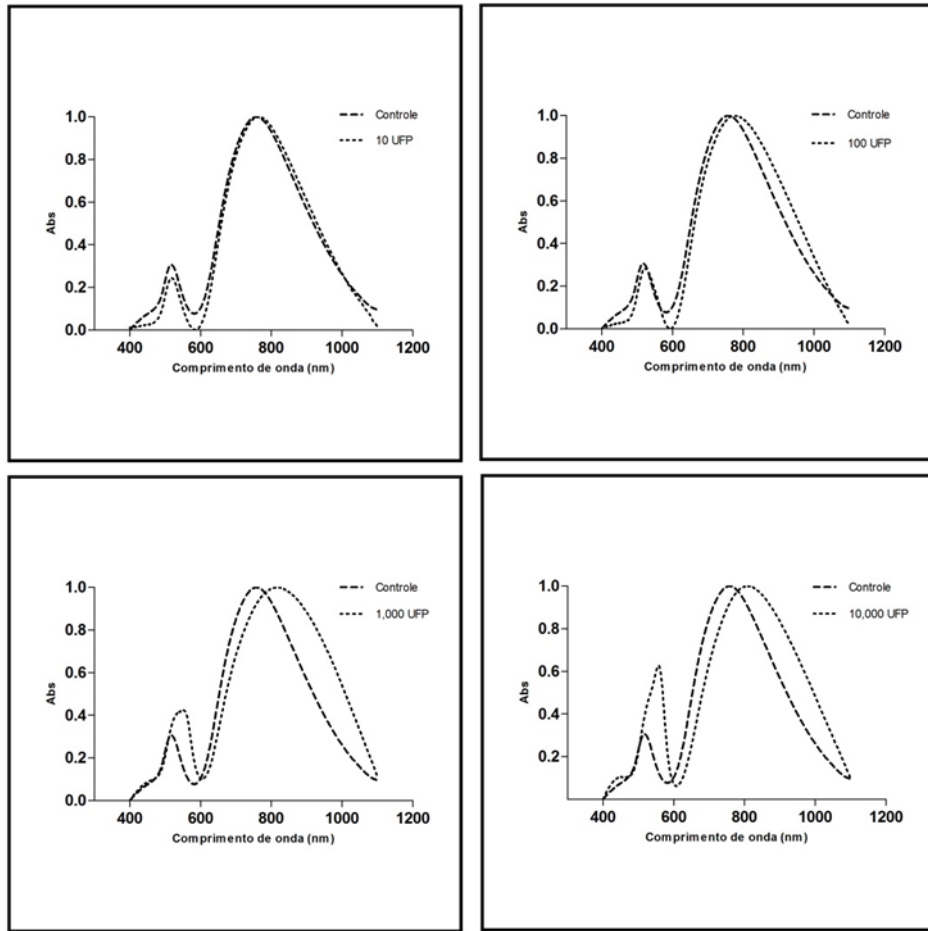 1.0
0.8
0.6
0.4
0.2
0.0
Abs
400 600 800 1000 1200
Comprimento de onda (nm)
Controle
10 UFP
1.0
0.8
0.6
0.4
0.2
0.0
Abs
400 600 800 1000 1200
Comprimento de onda (nm)
Controle
100 UFP
1.0
0.8
0.6
0.4
0.2
0.0
Abs
400 600 800 1000 1200
Comprimento de onda (nm)
Controle
1,000 UFP
1.0
0.8
0.6
0.4
0.2
Abs
400 600 800 1000 1200
Comprimento de onda (nm)
Controle
10,000 UFP